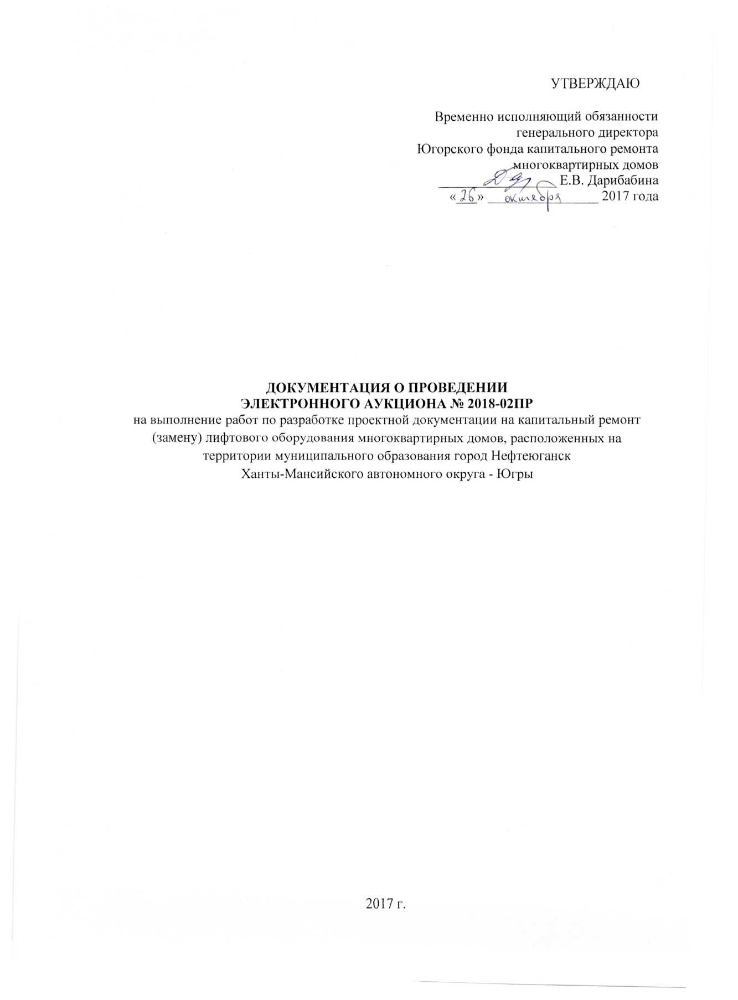 УТВЕРЖДАЮ
Временно исполняющий обязанности
генерального директора
Югорского фонда капитального ремонта
многоквартирных домов
Е.В. Дарибабина
«26» октября 2017 года
ДОКУМЕНТАЦИЯ О ПРОВЕДЕНИИ
ЭЛЕКТРОННОГО АУКЦИОНА № 2018-02ПР
на выполнение работ по разработке проектной документации на капитальный ремонт
(замену) лифтового оборудования многоквартирных домов, расположенных на
территории муниципального образования город Нефтеюганск
Ханты-Мансийского автономного округа - Югры
2017 г.